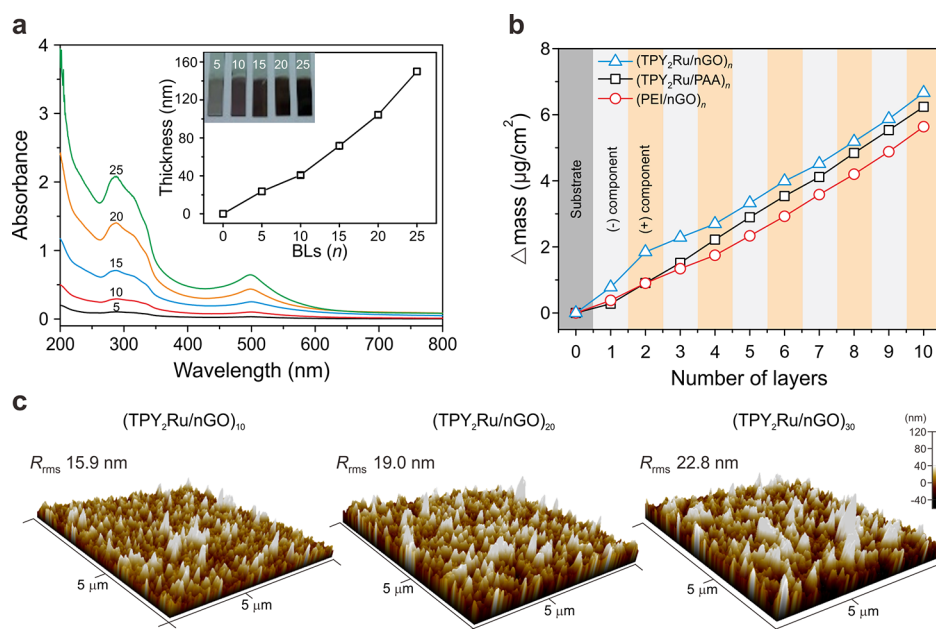 a
4
3
2
1
0
Absorbance
200
300
400
500
600
700
800
Wavelength (nm)
25
20
15
10
5
160
120
80
40
0
Thickness (nm)
0
5
10
15
20
25
BLs (n)
5
10
15
20
25
b
8
6
4
2
0
△mass (μg/cm²)
(TPY₂Ru/nGO)ₙ
(TPY₂Ru/PAA)ₙ
(PEI/nGO)ₙ
Substrate
(-) component
(+) component
0
1
2
3
4
5
6
7
8
9
10
Number of layers
c
(TPY₂Ru/nGO)₁₀
(TPY₂Ru/nGO)₂₀
(TPY₂Ru/nGO)₃₀
Rrms 15.9 nm
Rrms 19.0 nm
Rrms 22.8 nm
(nm)
120
80
40
0
-40
5 μm
5 μm
5 μm
5 μm
5 μm
5 μm